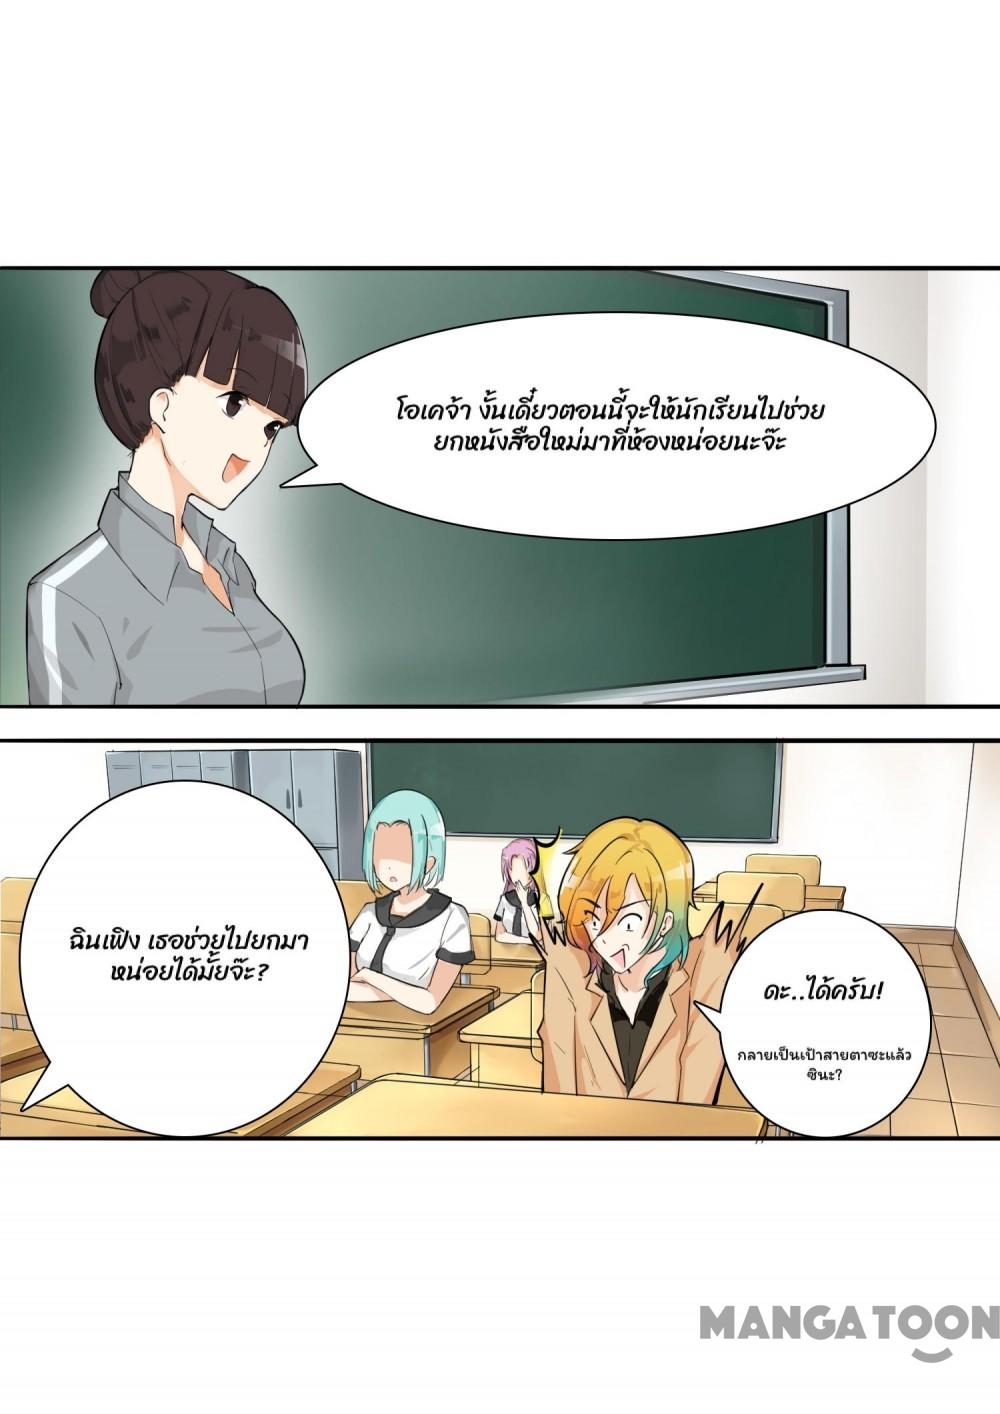 โอเคจ้า งั้นเดี๋ยวตอนนี้จะให้นักเรียนไปช่วย
ยกหนังสือใหม่มาที่ห้องหน่อยนะจ๊ะ
ฉินเฟิง เธอช่วยไปยกมา
หน่อยได้มั้ยจ๊ะ?
ดะ..ได้ครับ!
กลายเป็นเป้าสายตาซะแล้ว
ซินะ?
MANGATOON